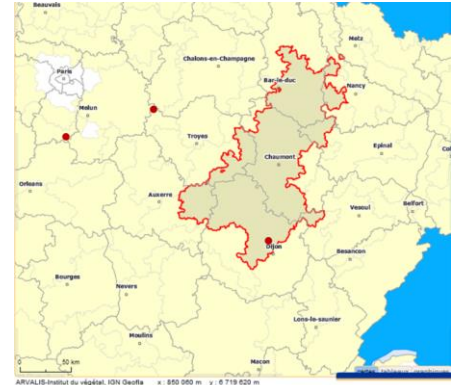 Beauvais
Metz
Chalons-en-Champagne
Paris
Bar-le-duc
Nancy
Melun
Troyes
Epinal
Chaumont
Orleans
Auxerre
Vesoul
Belfort
Dijon
Besancon
Bourges
Nevers
Lons-le-saunier
Moulins
Macon
0 50 km
ARVALIS-Institut du végétal, IGN Geofla x : 850 060 m y : 6 719 620 m